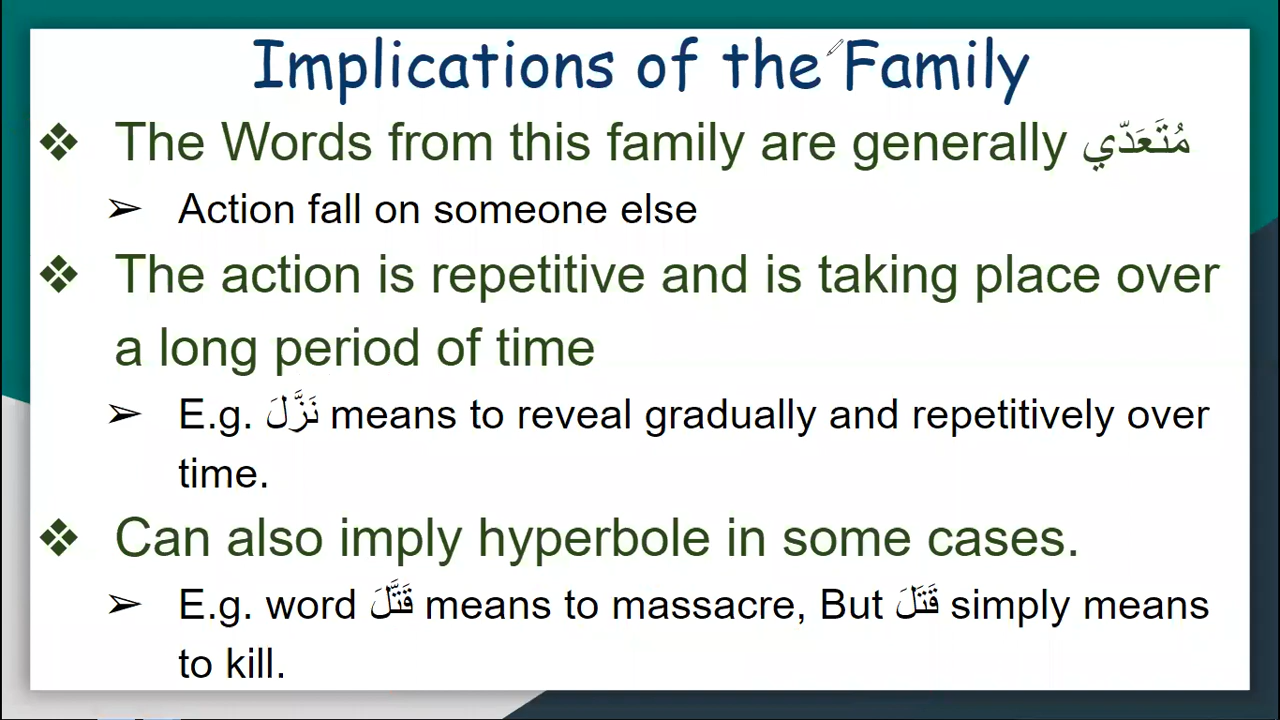 Implications of the Family
❖ The Words from this family are generally مُتَعَدّي
➢ Action fall on someone else
❖ The action is repetitive and is taking place over
a long period of time
➢ E.g. نَزَّلَ means to reveal gradually and repetitively over
time.
❖ Can also imply hyperbole in some cases.
➢ E.g. word قَتَّلَ means to massacre, But قَتَلَ simply means
to kill.